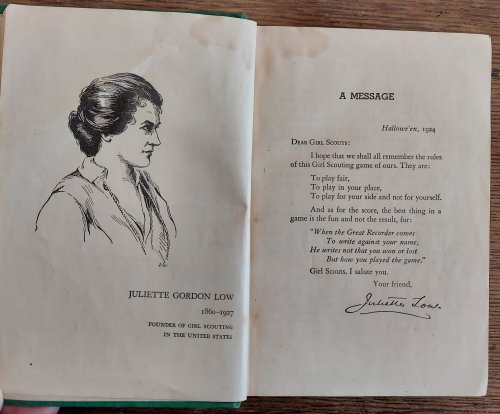 JULIETTE GORDON LOW
1860–1927
FOUNDER OF GIRL SCOUTING
IN THE UNITED STATES
A MESSAGE
Hallowe'en, 1924
DEAR GIRL SCOUTS:
I hope that we shall all remember the rules
of this Girl Scouting game of ours. They are:
To play fair,
To play in your place,
To play for your side and not for yourself.
And as for the score, the best thing in a
game is the fun and not the result, for:
"When the Great Recorder comes
To write against your name,
He writes not that you won or lost
But how you played the game."
Girl Scouts, I salute you.
Your friend,
Juliette Low.